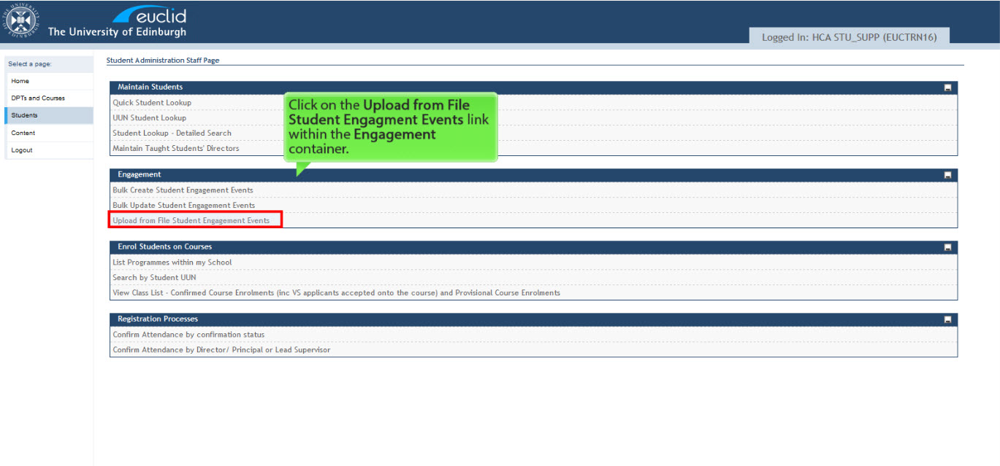 THE UNIVERSITY OF EDINBURGH
euclid
The University of Edinburgh
Logged In: HCA STU_SUPP (EUCTRN16)
Select a page:
Home
DPTs and Courses
Students
Content
Logout
Student Administration Staff Page
Maintain Students
Quick Student Lookup
UUN Student Lookup
Student Lookup - Detailed Search
Maintain Taught Students' Directors
Click on the Upload from File
Student Engagment Events link
within the Engagement
container.
Engagement
Bulk Create Student Engagement Events
Bulk Update Student Engagement Events
Upload from File Student Engagement Events
Enrol Students on Courses
List Programmes within my School
Search by Student UUN
View Class List - Confirmed Course Enrolments (inc VS applicants accepted onto the course) and Provisional Course Enrolments
Registration Processes
Confirm Attendance by confirmation status
Confirm Attendance by Director/ Principal or Lead Supervisor